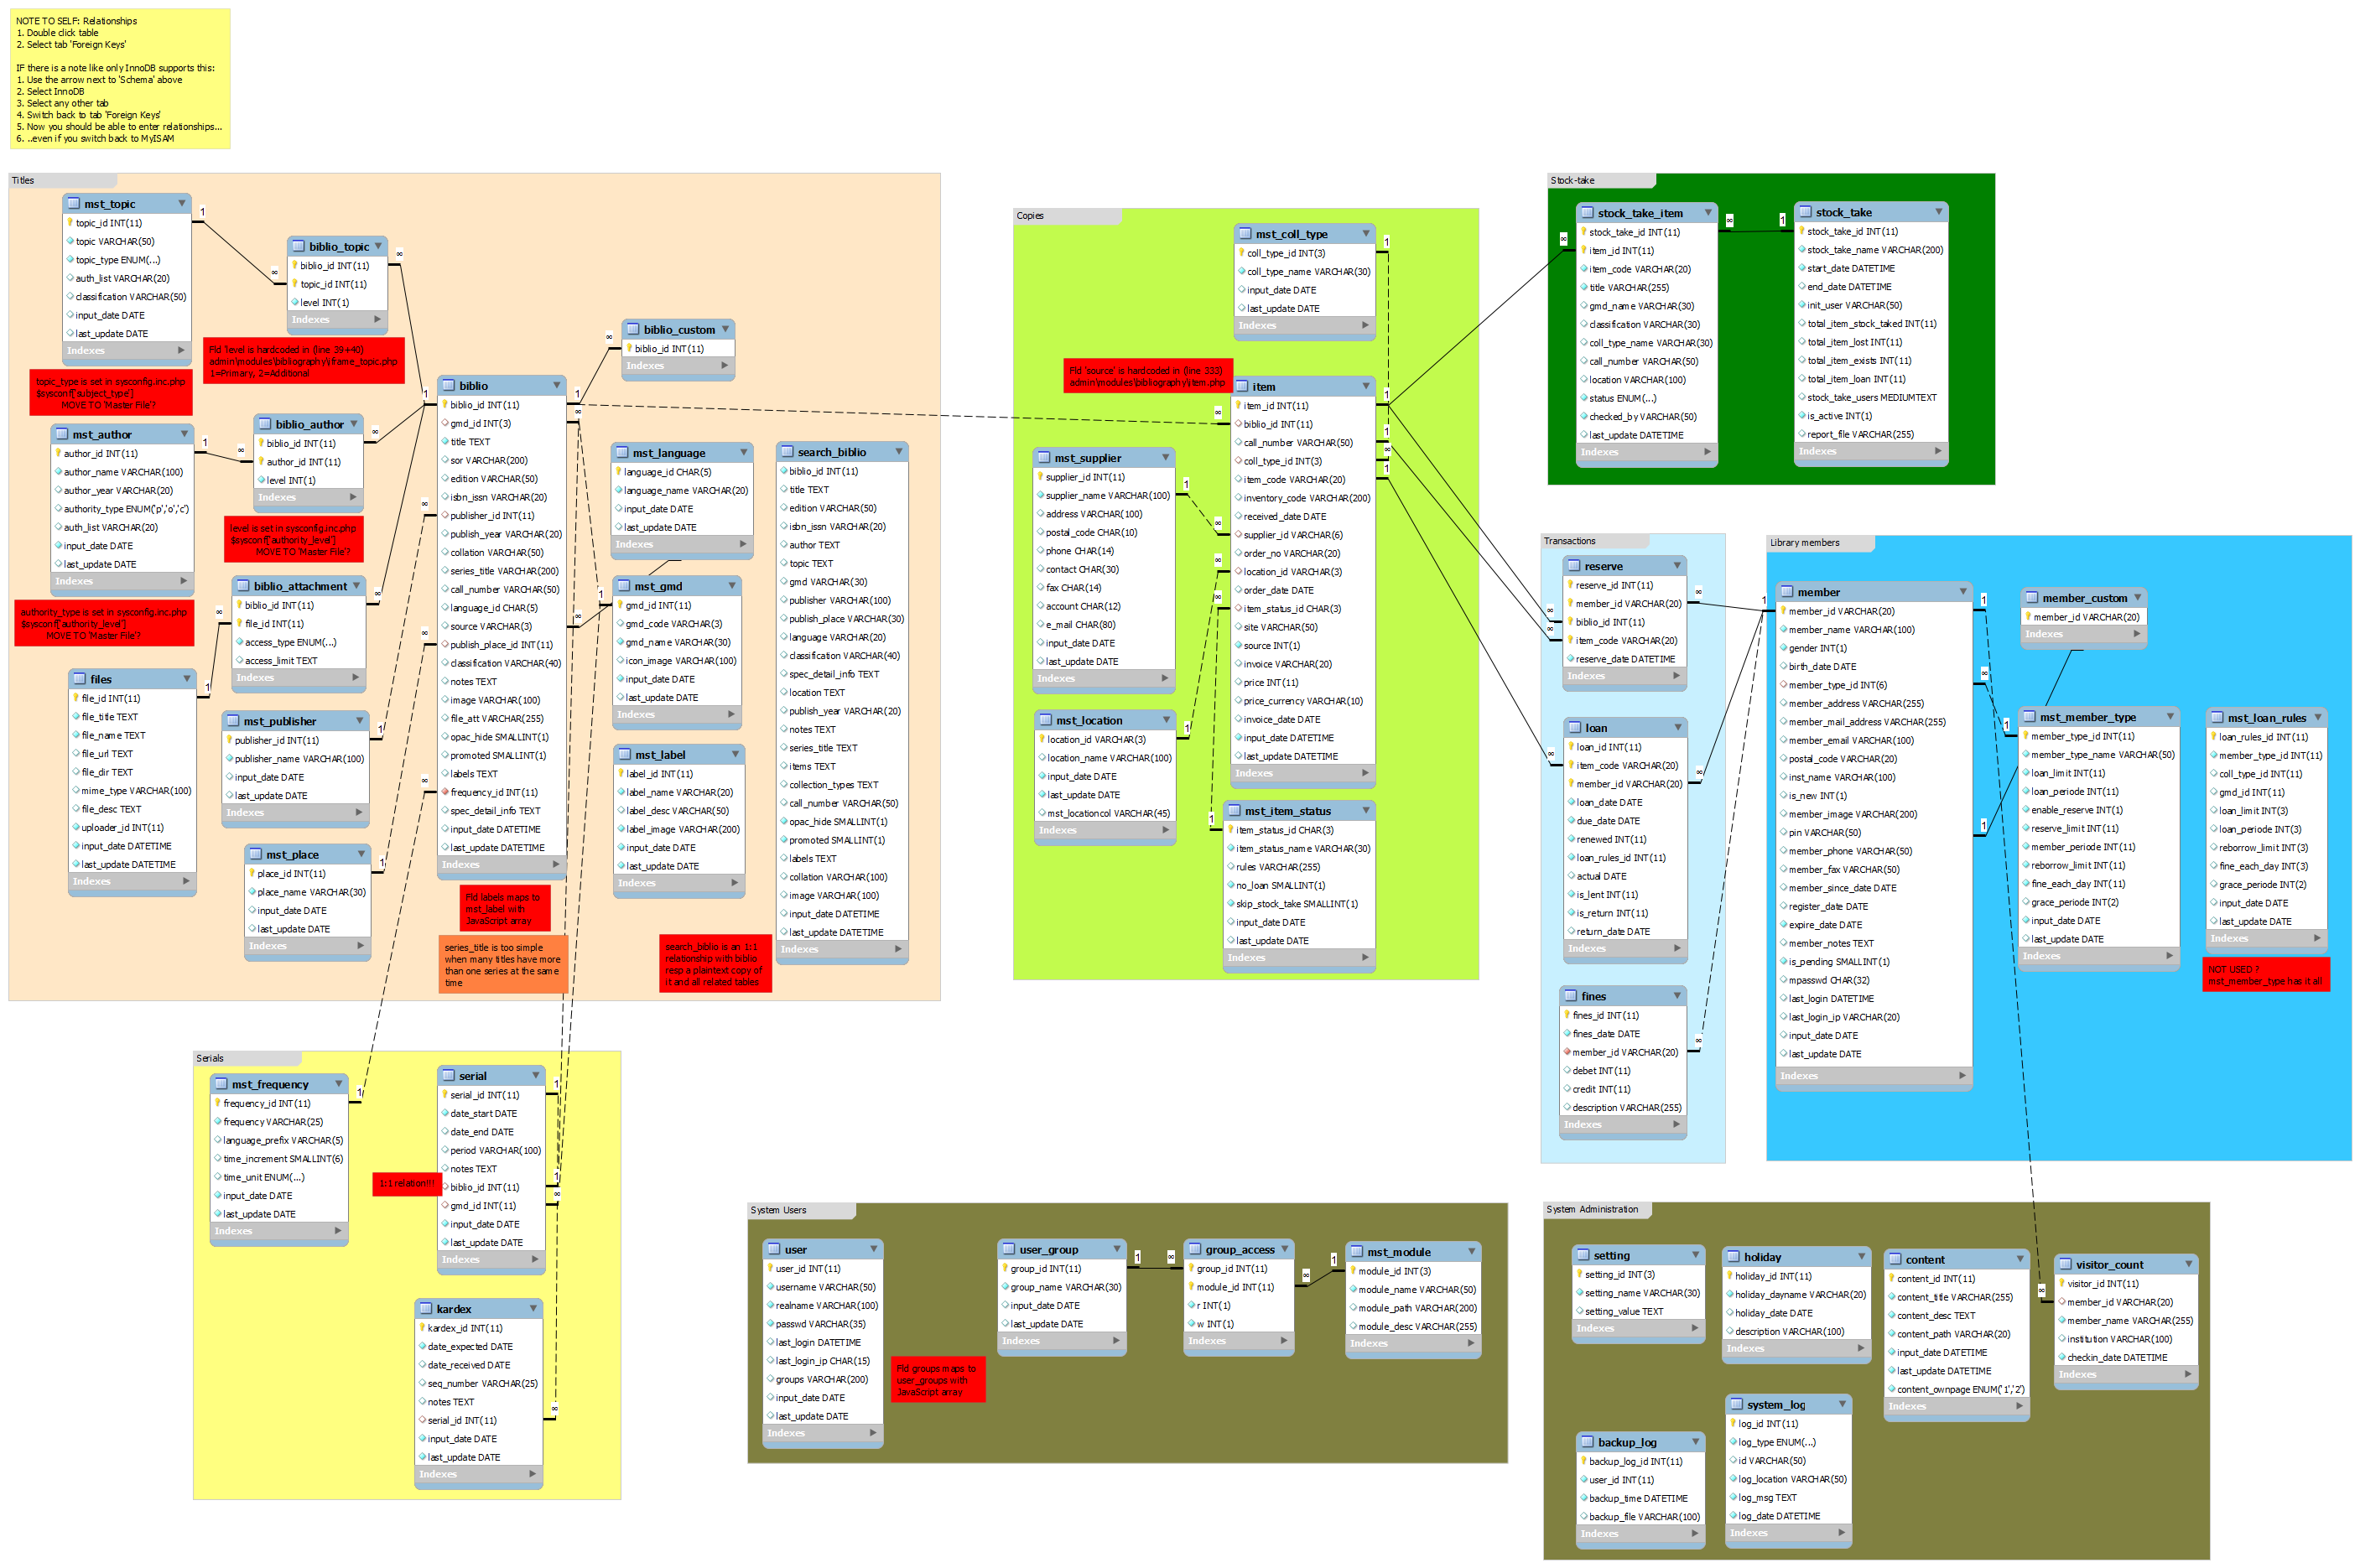 NOTE TO SELF: Relationships
1. Double click table
2. Select tab 'Foreign Keys'
IF there is a note like only InnoDB supports this:
1. Use the arrow next to 'Schema' above
2. Select InnoDB
3. Select any other tab
4. Switch back to tab 'Foreign Keys'
5. Now you should be able to enter relationships...
6. ..even if you switch back to MyISAM
Titles
mst_topic
topic_id INT(11)
topic VARCHAR(50)
topic_type ENUM(...)
auth_list VARCHAR(20)
classification VARCHAR(50)
input_date DATE
last_update DATE
Indexes
1
∞
biblio_topic
biblio_id INT(11)
topic_id INT(11)
level INT(1)
Indexes
∞
Fld 'level is hardcoded in (line 39+40)
admin\modules\bibliography\iframe_topic.php
1=Primary, 2=Additional
topic_type is set in sysconfig.inc.php
$sysconf['subject_type']
MOVE TO 'Master File'?
mst_author
author_id INT(11)
author_name VARCHAR(100)
author_year VARCHAR(20)
authority_type ENUM('p','o','c')
auth_list VARCHAR(20)
input_date DATE
last_update DATE
Indexes
1
∞
biblio_author
biblio_id INT(11)
author_id INT(11)
level INT(1)
Indexes
∞
level is set in sysconfig.inc.php
$sysconf['authority_level']
MOVE TO 'Master File'?
authority_type is set in sysconfig.inc.php
$sysconf['authority_level']
MOVE TO 'Master File'?
biblio_attachment
biblio_id INT(11)
file_id INT(11)
access_type ENUM(...)
access_limit TEXT
Indexes
∞
∞
files
file_id INT(11)
file_title TEXT
file_name TEXT
file_url TEXT
file_dir TEXT
mime_type VARCHAR(100)
file_desc TEXT
uploader_id INT(11)
input_date DATETIME
last_update DATETIME
Indexes
1
mst_publisher
publisher_id INT(11)
publisher_name VARCHAR(100)
input_date DATE
last_update DATE
Indexes
1
mst_place
place_id INT(11)
place_name VARCHAR(30)
input_date DATE
last_update DATE
Indexes
1
biblio
biblio_id INT(11)
gmd_id INT(3)
title TEXT
sor VARCHAR(200)
edition VARCHAR(50)
isbn_issn VARCHAR(20)
publisher_id INT(11)
publish_year VARCHAR(20)
collation VARCHAR(50)
series_title VARCHAR(200)
call_number VARCHAR(50)
language_id CHAR(5)
source VARCHAR(3)
publish_place_id INT(11)
classification VARCHAR(40)
notes TEXT
image VARCHAR(100)
file_att VARCHAR(255)
opac_hide SMALLINT(1)
promoted SMALLINT(1)
labels TEXT
frequency_id INT(11)
spec_detail_info TEXT
input_date DATETIME
last_update DATETIME
Indexes
1
1
∞
∞
∞
∞
∞
Fld labels maps to
mst_label with
JavaScript array
series_title is too simple
when many titles have more
than one series at the same
time
biblio_custom
biblio_id INT(11)
Indexes
∞
mst_language
language_id CHAR(5)
language_name VARCHAR(20)
input_date DATE
last_update DATE
Indexes
mst_gmd
gmd_id INT(11)
gmd_code VARCHAR(3)
gmd_name VARCHAR(30)
icon_image VARCHAR(100)
input_date DATE
last_update DATE
Indexes
1
mst_label
label_id INT(11)
label_name VARCHAR(20)
label_desc VARCHAR(50)
label_image VARCHAR(200)
input_date DATE
last_update DATE
Indexes
search_biblio is an 1:1
relationship with biblio
resp a plaintext copy of
it and all related tables
search_biblio
biblio_id INT(11)
title TEXT
edition VARCHAR(50)
isbn_issn VARCHAR(20)
author TEXT
topic TEXT
gmd VARCHAR(30)
publisher VARCHAR(100)
publish_place VARCHAR(30)
language VARCHAR(20)
classification VARCHAR(40)
spec_detail_info TEXT
location TEXT
publish_year VARCHAR(20)
notes TEXT
series_title TEXT
items TEXT
collection_types TEXT
call_number VARCHAR(50)
opac_hide SMALLINT(1)
promoted SMALLINT(1)
labels TEXT
collation VARCHAR(100)
image VARCHAR(100)
input_date DATETIME
last_update DATETIME
Indexes
Copies
mst_coll_type
coll_type_id INT(3)
coll_type_name VARCHAR(30)
input_date DATE
last_update DATE
Indexes
1
Fld 'source' is hardcoded in (line 333)
admin\modules\bibliography\item.php
item
item_id INT(11)
biblio_id INT(11)
call_number VARCHAR(50)
coll_type_id INT(3)
item_code VARCHAR(20)
inventory_code VARCHAR(200)
received_date DATE
supplier_id VARCHAR(6)
order_no VARCHAR(20)
location_id VARCHAR(3)
order_date DATE
item_status_id CHAR(3)
site VARCHAR(50)
source INT(1)
invoice VARCHAR(20)
price INT(11)
price_currency VARCHAR(10)
invoice_date DATE
input_date DATETIME
last_update DATETIME
Indexes
∞
∞
∞
∞
1
1
∞
1
mst_supplier
supplier_id INT(11)
supplier_name VARCHAR(100)
address VARCHAR(100)
postal_code CHAR(10)
phone CHAR(14)
contact CHAR(30)
fax CHAR(14)
account CHAR(12)
e_mail CHAR(80)
input_date DATE
last_update DATE
Indexes
1
mst_location
location_id VARCHAR(3)
location_name VARCHAR(100)
input_date DATE
last_update DATE
mst_locationcol VARCHAR(45)
Indexes
1
mst_item_status
item_status_id CHAR(3)
item_status_name VARCHAR(30)
rules VARCHAR(255)
no_loan SMALLINT(1)
skip_stock_take SMALLINT(1)
input_date DATE
last_update DATE
Indexes
1
Stock-take
stock_take_item
stock_take_id INT(11)
item_id INT(11)
item_code VARCHAR(20)
title VARCHAR(255)
gmd_name VARCHAR(30)
classification VARCHAR(30)
coll_type_name VARCHAR(30)
call_number VARCHAR(50)
location VARCHAR(100)
status ENUM(...)
checked_by VARCHAR(50)
last_update DATETIME
Indexes
∞
∞
1
stock_take
stock_take_id INT(11)
stock_take_name VARCHAR(200)
start_date DATETIME
end_date DATETIME
init_user VARCHAR(50)
total_item_stock_taked INT(11)
total_item_lost INT(11)
total_item_exists INT(11)
total_item_loan INT(11)
stock_take_users MEDIUMTEXT
is_active INT(1)
report_file VARCHAR(255)
Indexes
Transactions
reserve
reserve_id INT(11)
member_id VARCHAR(20)
biblio_id INT(11)
item_code VARCHAR(20)
reserve_date DATETIME
Indexes
∞
∞
∞
loan
loan_id INT(11)
item_code VARCHAR(20)
member_id VARCHAR(20)
loan_date DATE
due_date DATE
renewed INT(11)
loan_rules_id INT(11)
actual DATE
is_lent INT(11)
is_return INT(11)
return_date DATE
Indexes
∞
∞
fines
fines_id INT(11)
fines_date DATE
member_id VARCHAR(20)
debet INT(11)
credit INT(11)
description VARCHAR(255)
Indexes
∞
Library members
member
member_id VARCHAR(20)
member_name VARCHAR(100)
gender INT(1)
birth_date DATE
member_type_id INT(6)
member_address VARCHAR(255)
member_mail_address VARCHAR(255)
member_email VARCHAR(100)
postal_code VARCHAR(20)
inst_name VARCHAR(100)
is_new INT(1)
member_image VARCHAR(200)
pin VARCHAR(50)
member_phone VARCHAR(50)
member_fax VARCHAR(50)
member_since_date DATE
register_date DATE
expire_date DATE
member_notes TEXT
is_pending SMALLINT(1)
mpasswd CHAR(32)
last_login DATETIME
last_login_ip VARCHAR(20)
input_date DATE
last_update DATE
Indexes
1
1
∞
1
member_custom
member_id VARCHAR(20)
Indexes
mst_member_type
member_type_id INT(11)
member_type_name VARCHAR(50)
loan_limit INT(11)
loan_periode INT(11)
enable_reserve INT(1)
reserve_limit INT(11)
member_periode INT(11)
reborrow_limit INT(11)
fine_each_day INT(11)
grace_periode INT(2)
input_date DATE
last_update DATE
Indexes
1
mst_loan_rules
loan_rules_id INT(11)
member_type_id INT(11)
coll_type_id INT(11)
gmd_id INT(11)
loan_limit INT(3)
loan_periode INT(3)
reborrow_limit INT(3)
fine_each_day INT(3)
grace_periode INT(2)
input_date DATE
last_update DATE
Indexes
NOT USED ?
mst_member_type has it all
Serials
mst_frequency
frequency_id INT(11)
frequency VARCHAR(25)
language_prefix VARCHAR(5)
time_increment SMALLINT(6)
time_unit ENUM(...)
input_date DATE
last_update DATE
Indexes
1
1:1 relation!!!
serial
serial_id INT(11)
date_start DATE
date_end DATE
period VARCHAR(100)
notes TEXT
biblio_id INT(11)
gmd_id INT(11)
input_date DATE
last_update DATE
Indexes
1
1
∞
kardex
kardex_id INT(11)
date_expected DATE
date_received DATE
seq_number VARCHAR(25)
notes TEXT
serial_id INT(11)
input_date DATE
last_update DATE
Indexes
∞
System Users
user
user_id INT(11)
username VARCHAR(50)
realname VARCHAR(100)
passwd VARCHAR(35)
last_login DATETIME
last_login_ip CHAR(15)
groups VARCHAR(200)
input_date DATE
last_update DATE
Indexes
Fld groups maps to
user_groups with
JavaScript array
user_group
group_id INT(11)
group_name VARCHAR(30)
input_date DATE
last_update DATE
Indexes
1
∞
group_access
group_id INT(11)
module_id INT(11)
r INT(1)
w INT(1)
Indexes
∞
1
mst_module
module_id INT(3)
module_name VARCHAR(50)
module_path VARCHAR(200)
module_desc VARCHAR(255)
Indexes
System Administration
setting
setting_id INT(3)
setting_name VARCHAR(30)
setting_value TEXT
Indexes
holiday
holiday_id INT(11)
holiday_dayname VARCHAR(20)
holiday_date DATE
description VARCHAR(100)
Indexes
content
content_id INT(11)
content_title VARCHAR(255)
content_desc TEXT
content_path VARCHAR(20)
input_date DATETIME
last_update DATETIME
content_ownpage ENUM('1','2')
Indexes
∞
visitor_count
visitor_id INT(11)
member_id VARCHAR(20)
member_name VARCHAR(255)
institution VARCHAR(100)
checkin_date DATETIME
Indexes
backup_log
backup_log_id INT(11)
user_id INT(11)
backup_time DATETIME
backup_file VARCHAR(100)
Indexes
system_log
log_id INT(11)
log_type ENUM(...)
id VARCHAR(50)
log_location VARCHAR(50)
log_msg TEXT
log_date DATETIME
Indexes